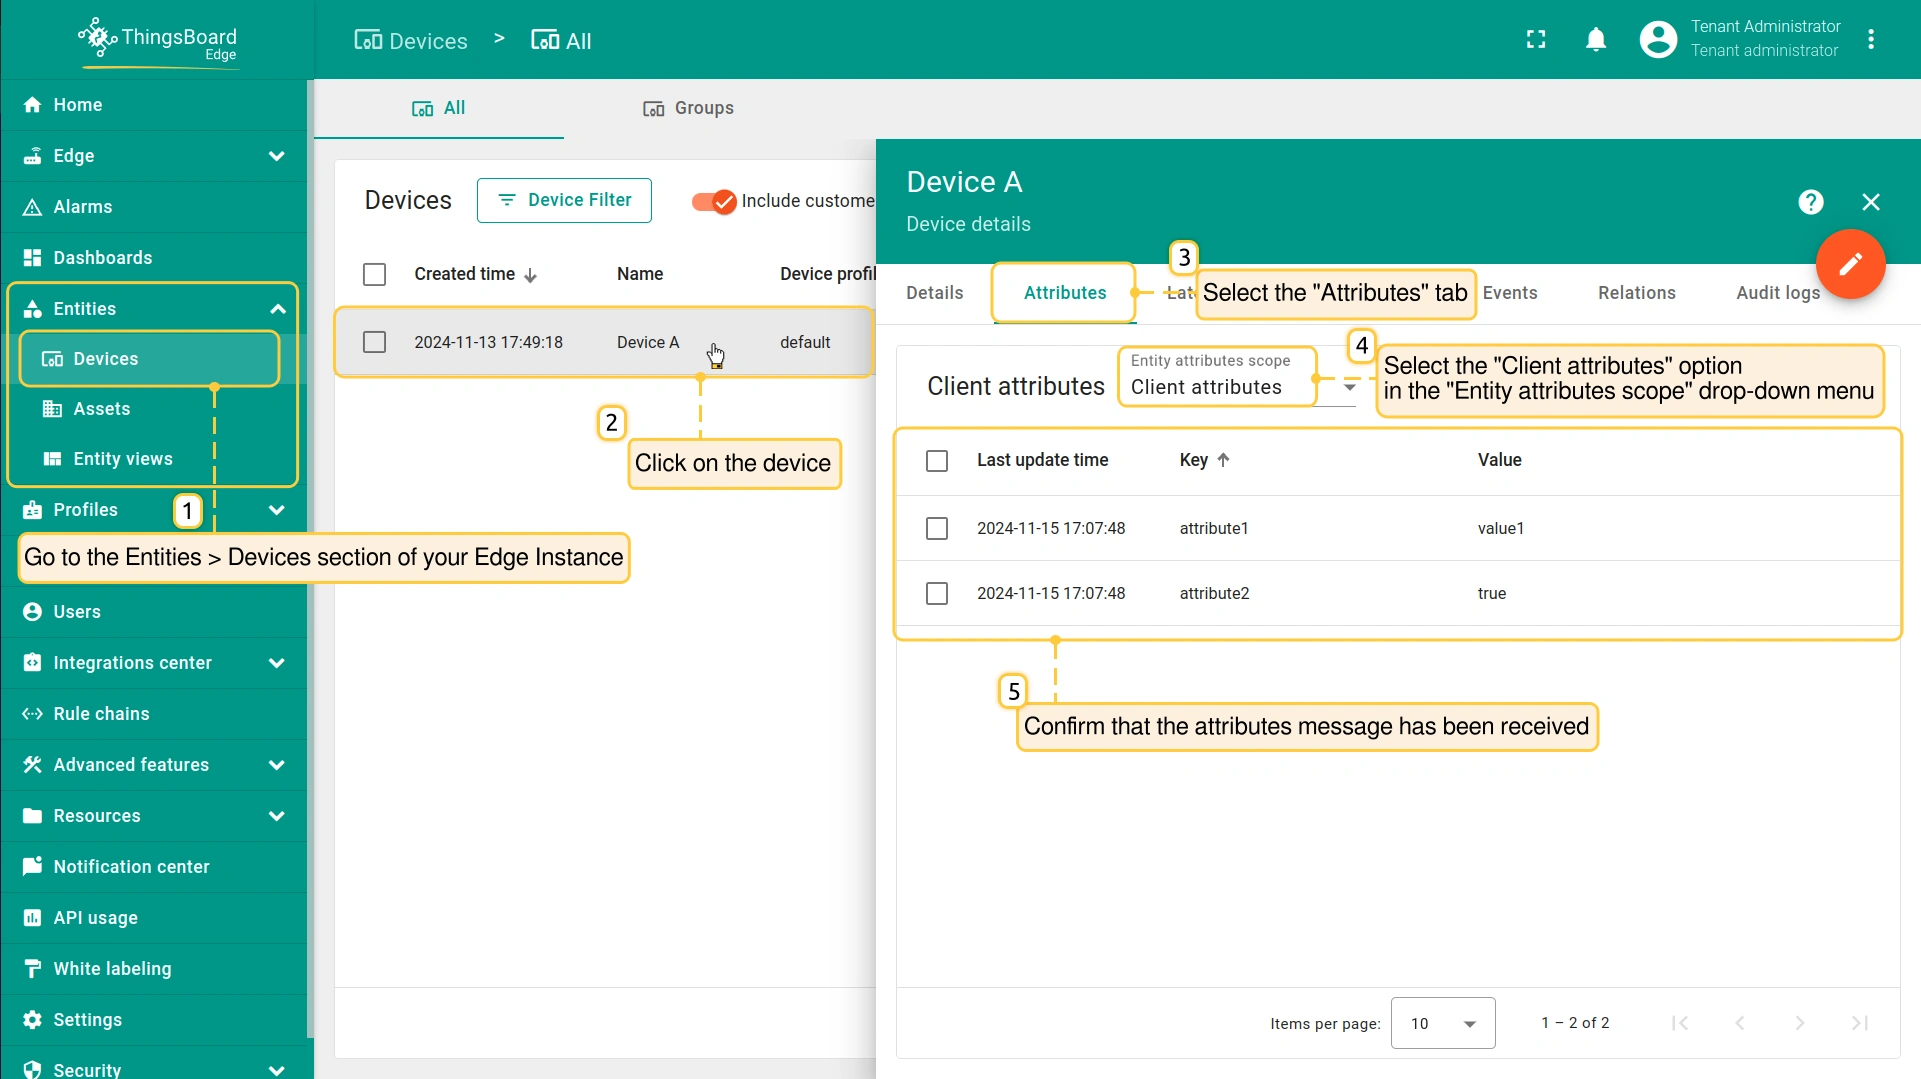 ThingsBoard
Edge
Devices > All
Tenant Administrator
Tenant administrator
Home
Edge
Alarms
Dashboards
Entities
Devices
Assets
Entity views
Profiles
1
Go to the Entities > Devices section of your Edge Instance
Users
Integrations center
Rule chains
Advanced features
Resources
Notification center
API usage
White labeling
Settings
Security
All
Groups
Devices
Device Filter
Include custome
Created time
Name
Device profil
2024-11-13 17:49:18
Device A
default
2
Click on the device
Device A
Device details
?
Details
Attributes
Lat
3
Select the "Attributes" tab
Events
Relations
Audit logs
Client attributes
Entity attributes scope
Client attributes
4
Select the "Client attributes" option
in the "Entity attributes scope" drop-down menu
Last update time
Key
Value
2024-11-15 17:07:48
attribute1
value1
2024-11-15 17:07:48
attribute2
true
5
Confirm that the attributes message has been received
Items per page:
10
1 – 2 of 2